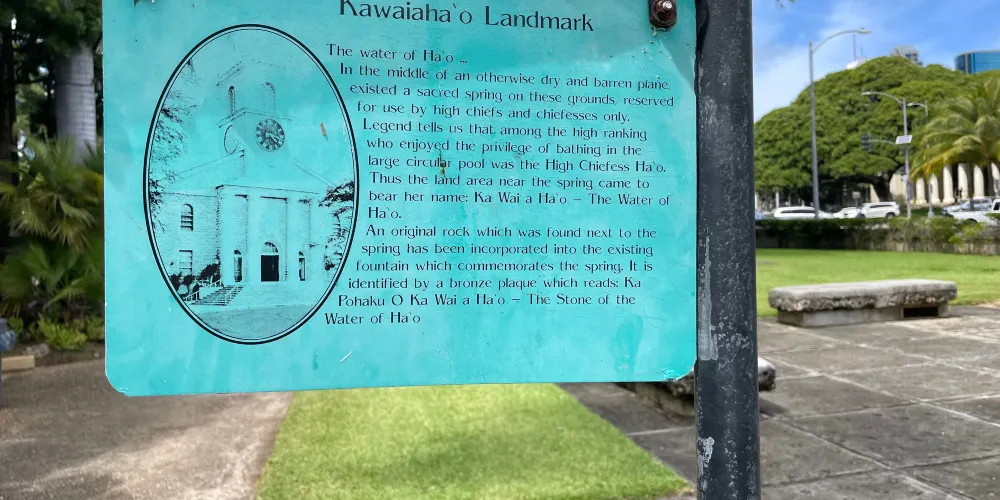 Kawaiaha`o Landmark
The water of Ha`o ...
In the middle of an otherwise dry and barren plane,
existed a sacred spring on these grounds, reserved
for use by high chiefs and chiefesses only.
Legend tells us that among the high ranking
who enjoyed the privilege of bathing in the
large circular pool was the High Chiefess Ha`o.
Thus the land area near the spring came to
bear her name: Ka Wai a Ha`o – The Water of
Ha`o.
An original rock which was found next to the
spring has been incorporated into the existing
fountain which commemorates the spring. It is
identified by a bronze plaque which reads: Ka
Pohaku O Ka Wai a Ha`o – The Stone of the
Water of Ha`o